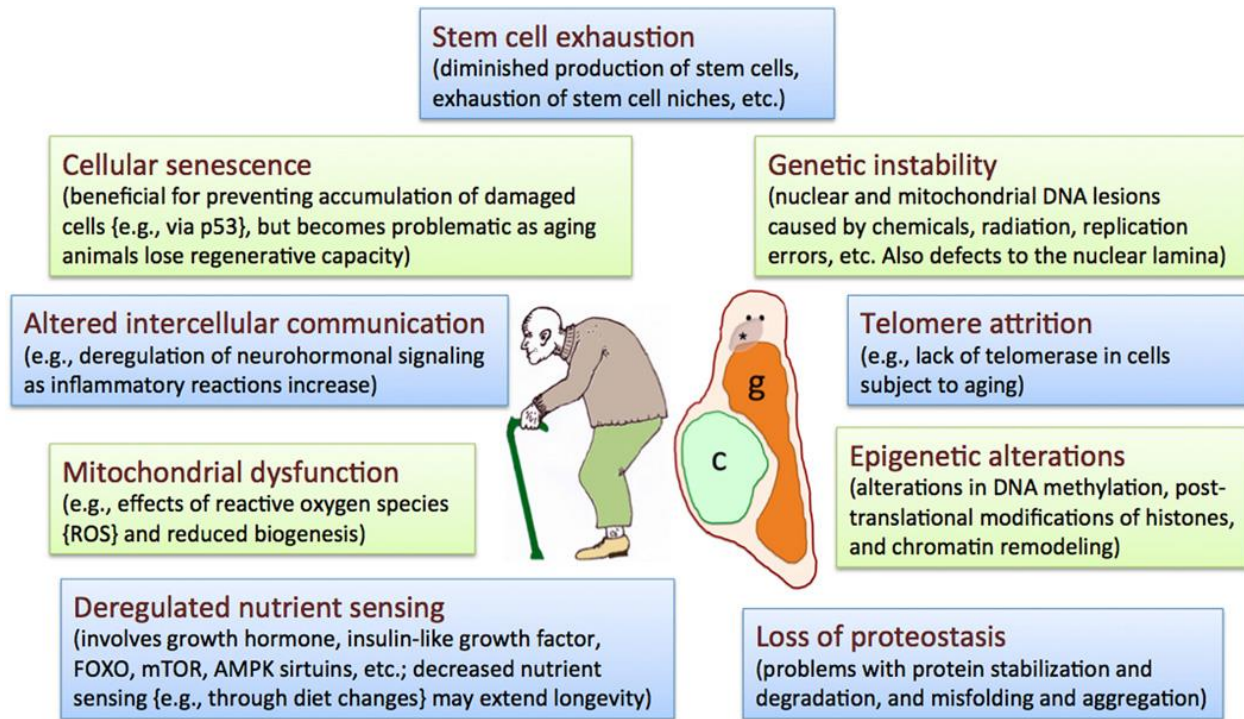 Stem cell exhaustion
(diminished production of stem cells,
exhaustion of stem cell niches, etc.)
Cellular senescence
(beneficial for preventing accumulation of damaged
cells {e.g., via p53}, but becomes problematic as aging
animals lose regenerative capacity)
Genetic instability
(nuclear and mitochondrial DNA lesions
caused by chemicals, radiation, replication
errors, etc. Also defects to the nuclear lamina)
Altered intercellular communication
(e.g., deregulation of neurohormonal signaling
as inflammatory reactions increase)
*
g
c
Telomere attrition
(e.g., lack of telomerase in cells
subject to aging)
Mitochondrial dysfunction
(e.g., effects of reactive oxygen species
{ROS} and reduced biogenesis)
Epigenetic alterations
(alterations in DNA methylation, post-
translational modifications of histones,
and chromatin remodeling)
Deregulated nutrient sensing
(involves growth hormone, insulin-like growth factor,
FOXO, mTOR, AMPK sirtuins, etc.; decreased nutrient
sensing {e.g., through diet changes} may extend longevity)
Loss of proteostasis
(problems with protein stabilization and
degradation, and misfolding and aggregation)